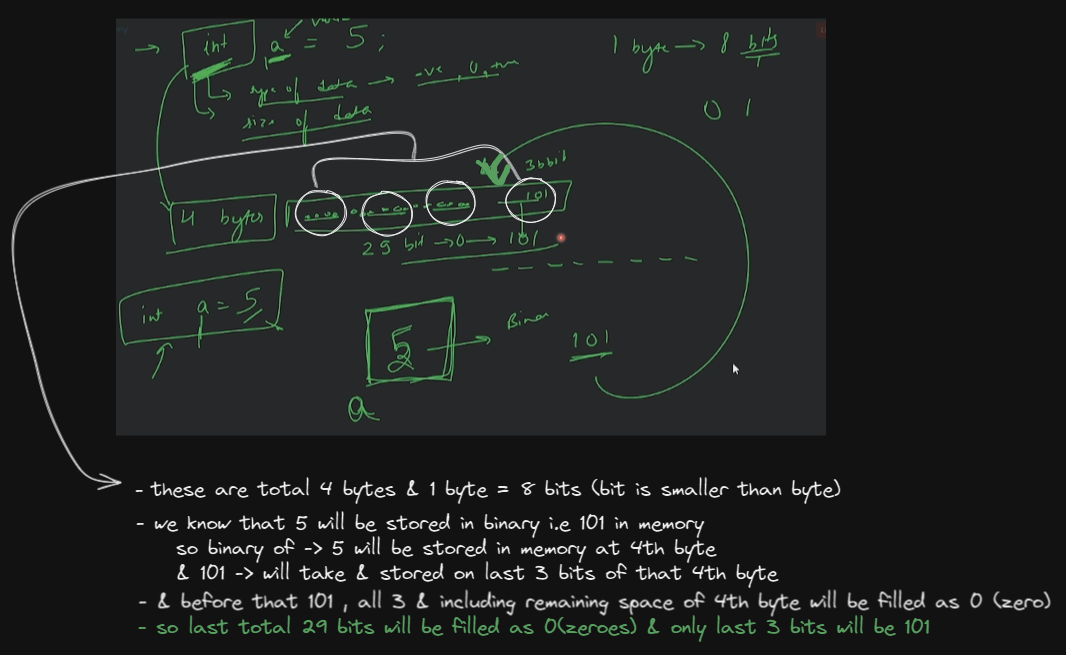 int a = 5;
1 byte → 8 bits
type of data → -ve, 0, +ve
size of data
0 1
3 bit
4 bytes
101
29 bit → 0 → 101
int a = 5
5
101
a
- these are total 4 bytes & 1 byte = 8 bits (bit is smaller than byte)
- we know that 5 will be stored in binary i.e 101 in memory
so binary of -> 5 will be stored in memory at 4th byte
& 101 -> will take & stored on last 3 bits of that 4th byte
- & before that 101 , all 3 & including remaining space of 4th byte will be filled as 0 (zero)
- so last total 29 bits will be filled as 0(zeroes) & only last 3 bits will be 101